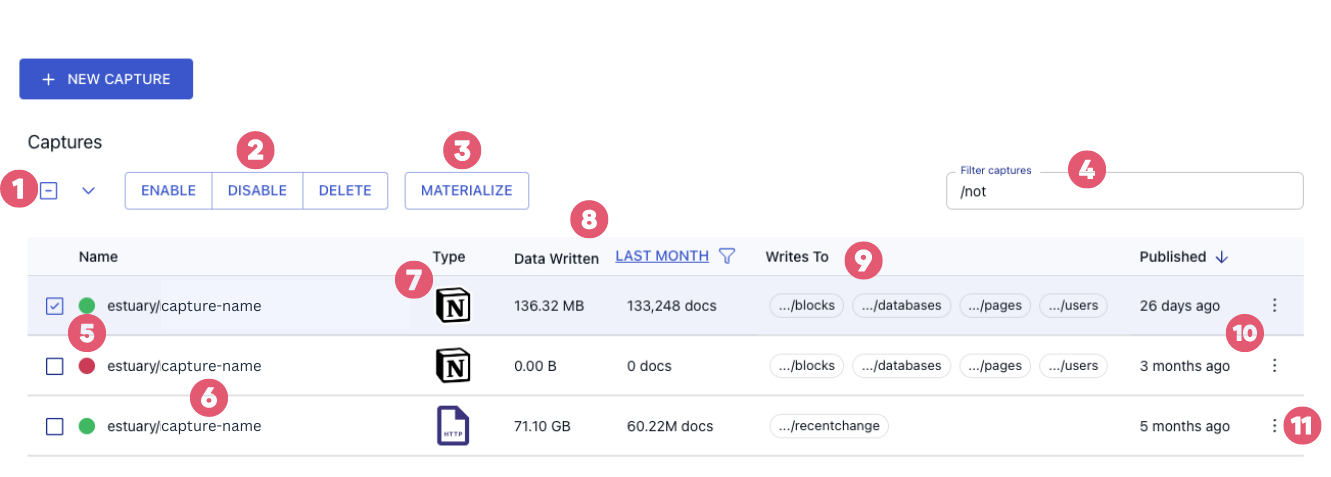 + NEW CAPTURE
Captures
2
3
1
ENABLE DISABLE DELETE MATERIALIZE
Filter captures
4
/not
8
Name Type Data Written LAST MONTH Writes To 9 Published
7
estuary/capture-name N 136.32 MB 133,248 docs .../blocks .../databases .../pages .../users 26 days ago
5
10
estuary/capture-name N 0.00 B 0 docs .../blocks .../databases .../pages .../users 3 months ago
6
estuary/capture-name HTTP 71.10 GB 60.22M docs .../recentchange 5 months ago 11